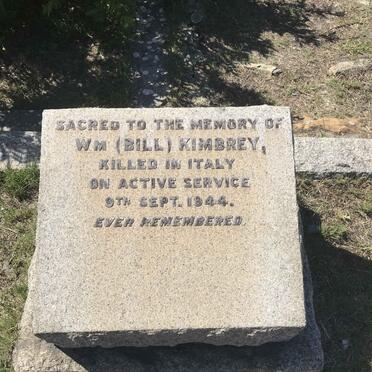 SACRED TO THE MEMORY OF
WM (BILL) KIMBREY,
KILLED IN ITALY
ON ACTIVE SERVICE
9TH SEPT. 1944.
EVER REMEMBERED.